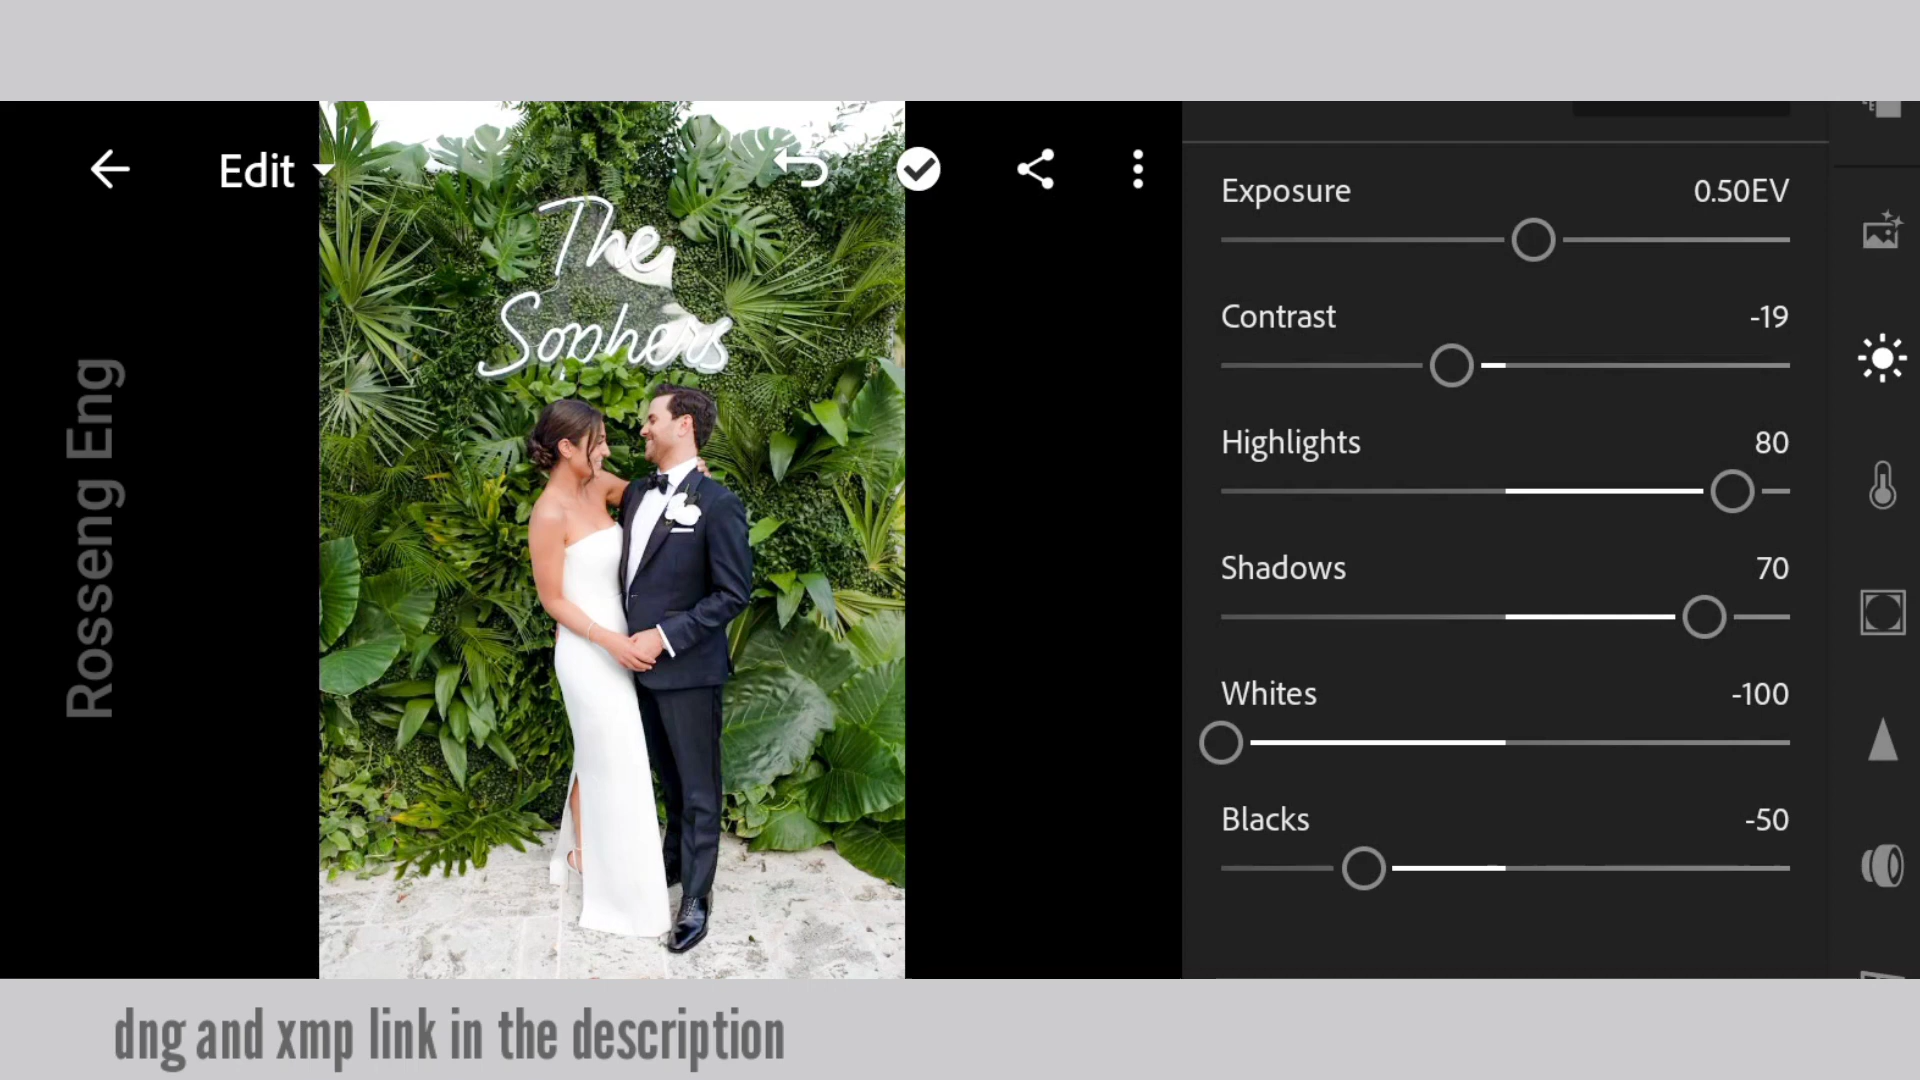 Edit
The
Sophers
Rosseng Eng
Exposure 0.50EV
Contrast -19
Highlights 80
Shadows 70
Whites -100
Blacks -50
dng and xmp link in the description